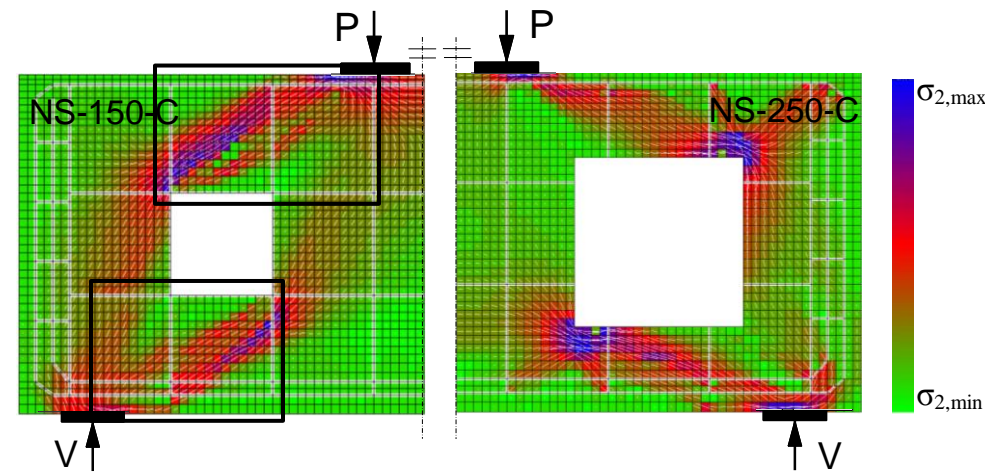 P
P
NS-150-C
NS-250-C
σ2,max
σ2,min
V
V